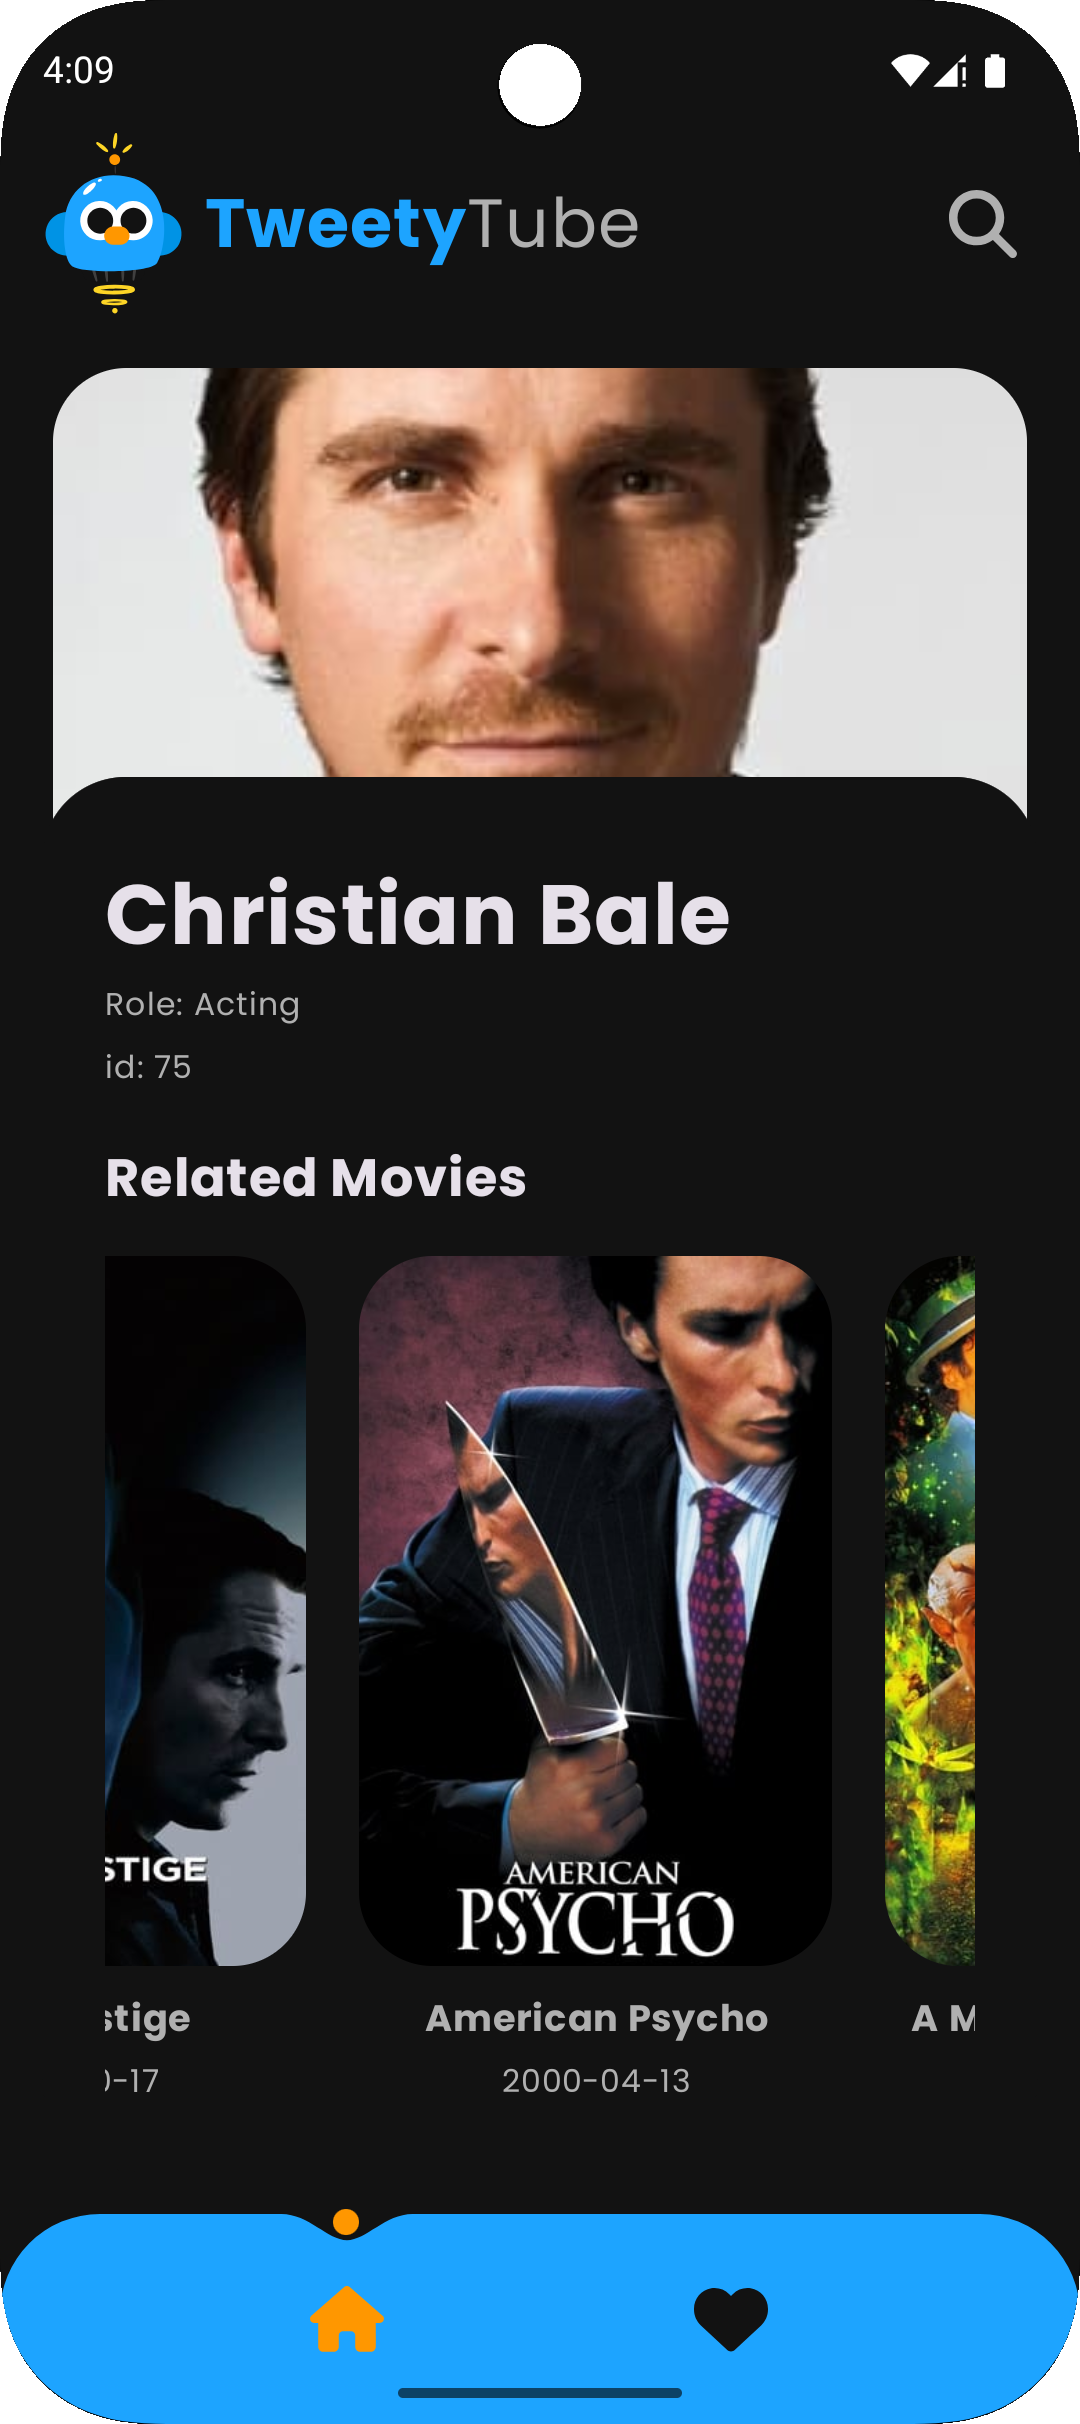 4:09
TweetyTube
Christian Bale
Role: Acting
id: 75
Related Movies
STIGE
AMERICAN
PSYCHO
stige
American Psycho
A M
0-17
2000-04-13